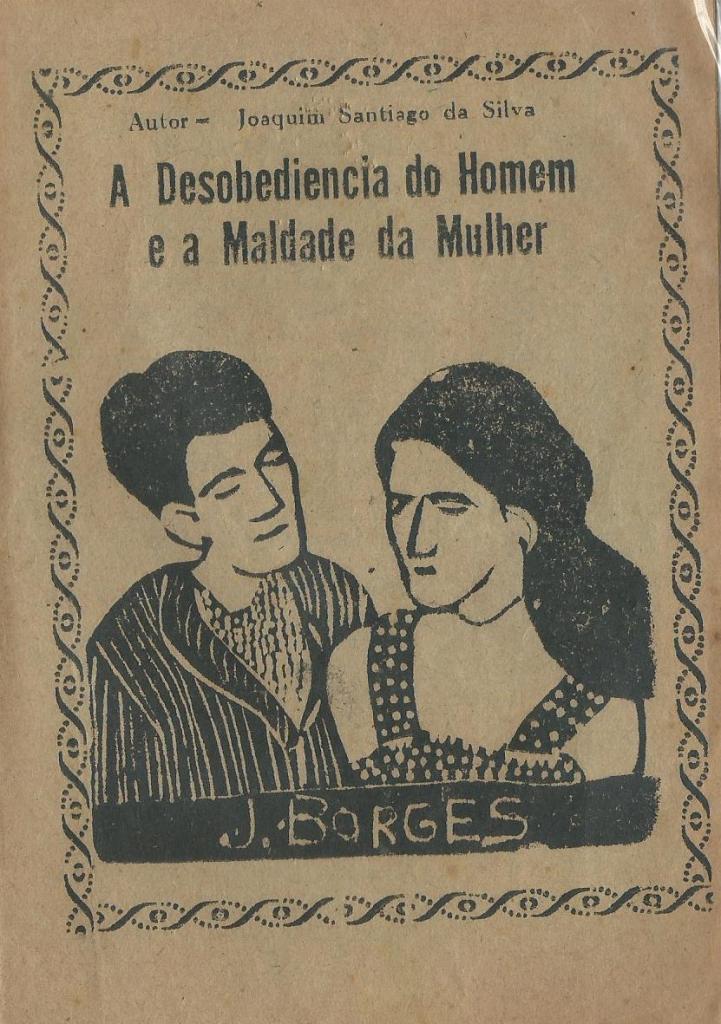 Autor = Joaquim Santiago da Silva
A Desobediencia do Homem
e a Maldade da Mulher
J. BORGES